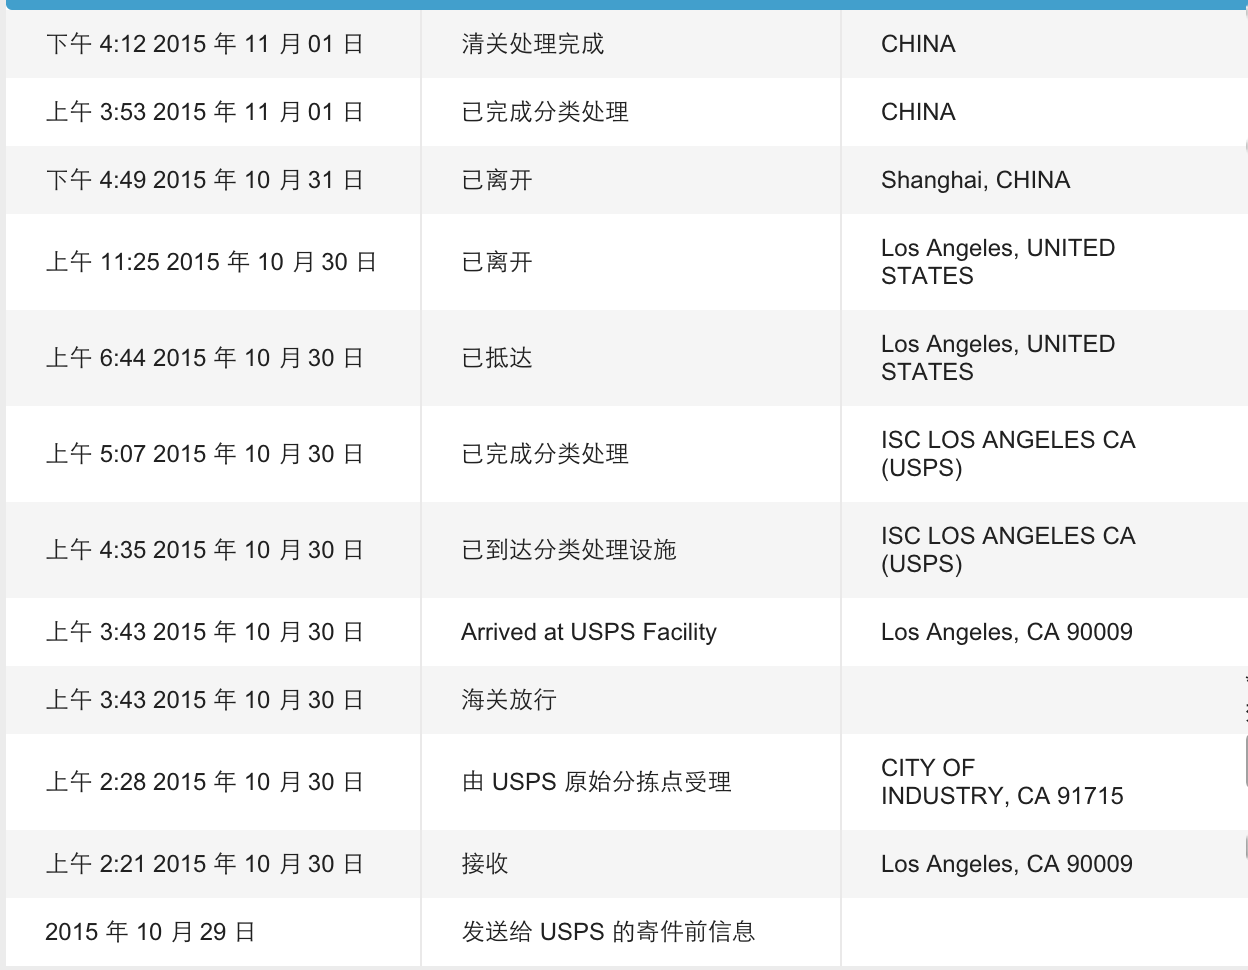 下午 4:12 2015 年 11 月 01 日 清关处理完成 CHINA
上午 3:53 2015 年 11 月 01 日 已完成分类处理 CHINA
下午 4:49 2015 年 10 月 31 日 已离开 Shanghai, CHINA
上午 11:25 2015 年 10 月 30 日 已离开 Los Angeles, UNITED
STATES
上午 6:44 2015 年 10 月 30 日 已抵达 Los Angeles, UNITED
STATES
上午 5:07 2015 年 10 月 30 日 已完成分类处理 ISC LOS ANGELES CA
(USPS)
上午 4:35 2015 年 10 月 30 日 已到达分类处理设施 ISC LOS ANGELES CA
(USPS)
上午 3:43 2015 年 10 月 30 日 Arrived at USPS Facility Los Angeles, CA 90009
上午 3:43 2015 年 10 月 30 日 海关放行
上午 2:28 2015 年 10 月 30 日 由 USPS 原始分拣点受理 CITY OF
INDUSTRY, CA 91715
上午 2:21 2015 年 10 月 30 日 接收 Los Angeles, CA 90009
2015 年 10 月 29 日 发送给 USPS 的寄件前信息